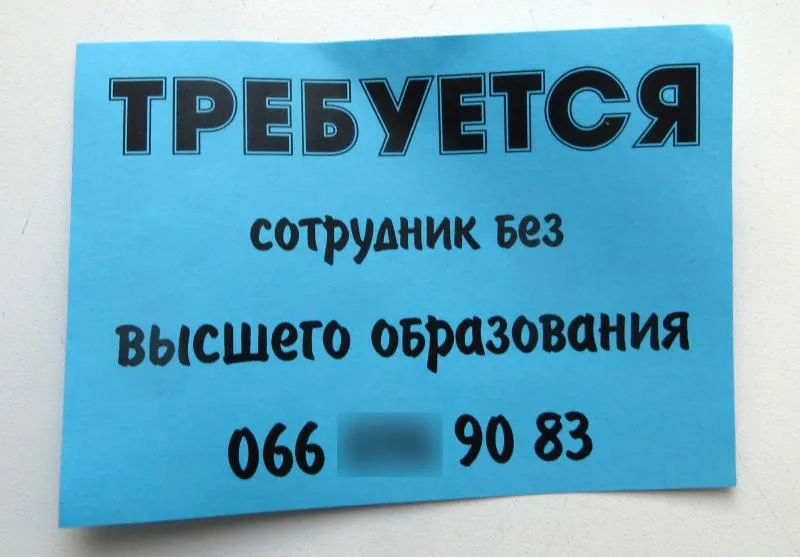 ТРЕБУЕТСЯ
сотрудник без
высшего образования
066 90 83